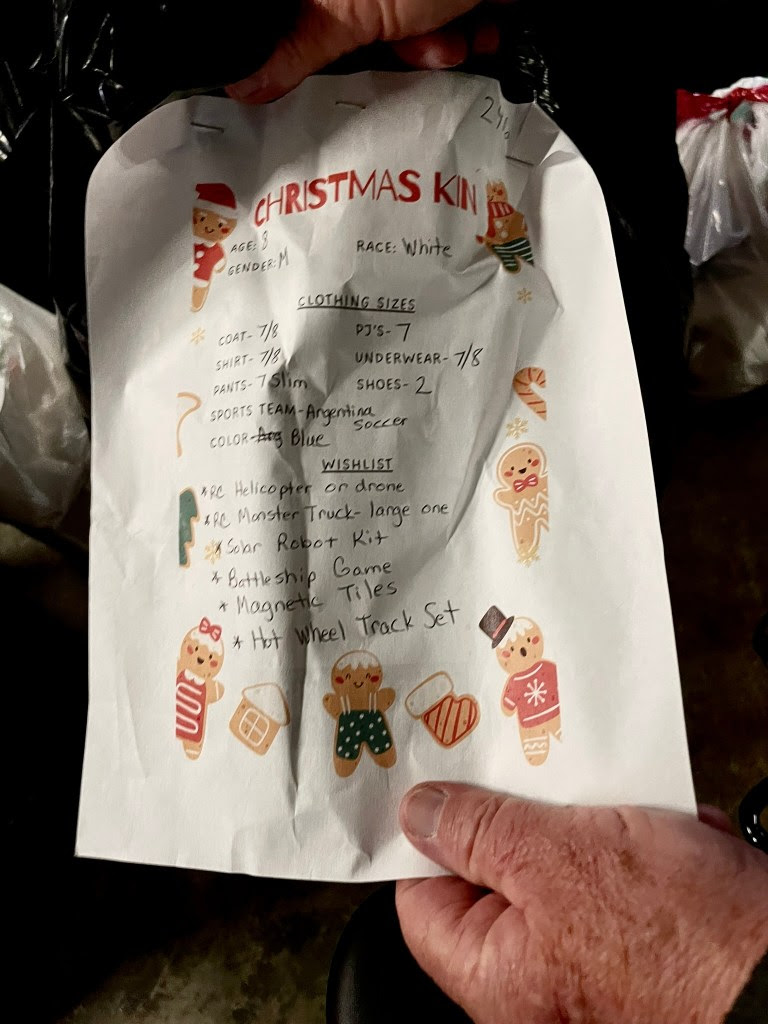 CHRISTMAS KIN
AGE: 8 RACE: White
GENDER: M
CLOTHING SIZES
COAT- 7/8 PJ'S- 7
SHIRT- 7/8 UNDERWEAR- 7/8
PANTS- 7 Slim SHOES- 2
SPORTS TEAM- Argentina
Soccer
COLOR- Arg Blue
WISHLIST
*RC Helicopter or drone
*RC Monster Truck- large one
*Solar Robot Kit
*Battleship Game
*Magnetic Tiles
*Hot Wheel Track Set